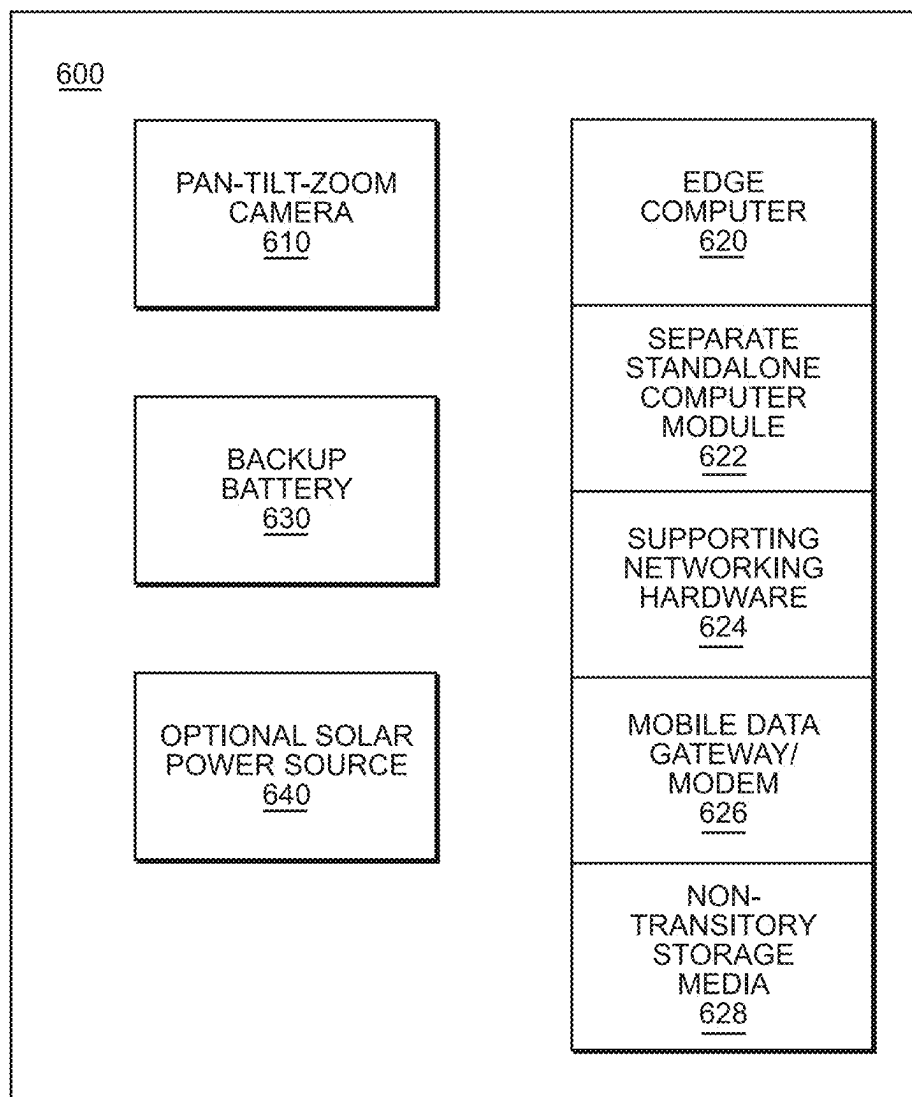 600
PAN-TILT-ZOOM
CAMERA
610
BACKUP
BATTERY
630
OPTIONAL SOLAR
POWER SOURCE
640
EDGE
COMPUTER
620
SEPARATE
STANDALONE
COMPUTER
MODULE
622
SUPPORTING
NETWORKING
HARDWARE
624
MOBILE DATA
GATEWAY/
MODEM
626
NON-
TRANSITORY
STORAGE
MEDIA
628